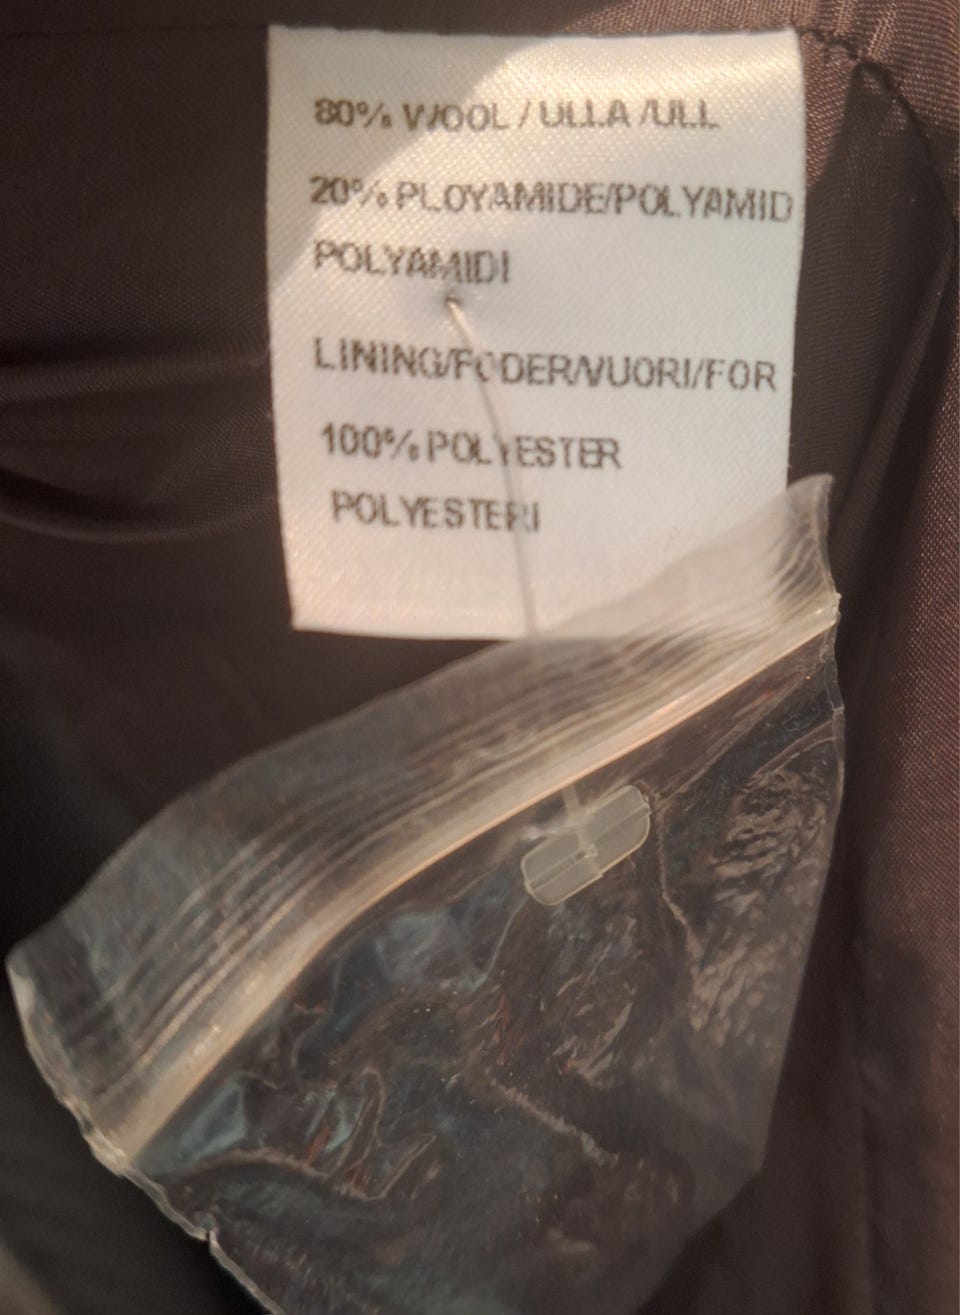 80% WOOL / ULLA /ULL
20% PLOYAMIDE/POLYAMID
POLYAMIDI
LINING/FODER/VUORI/FOR
100% POLYESTER
POLYESTERI